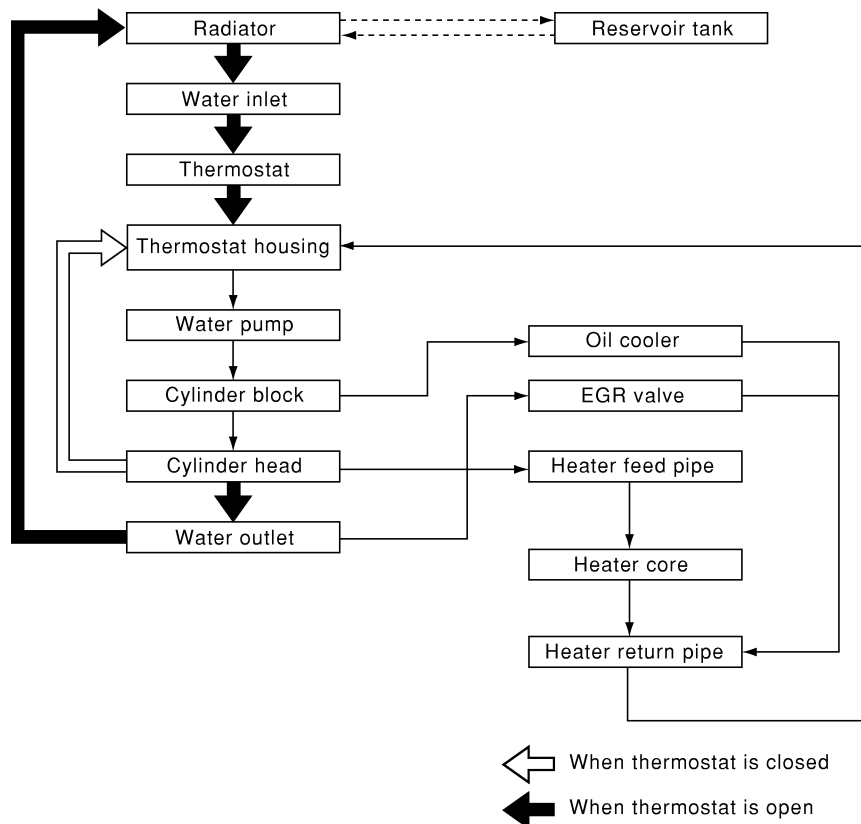 Radiator
Reservoir tank
Water inlet
Thermostat
Thermostat housing
Water pump
Oil cooler
Cylinder block
EGR valve
Cylinder head
Heater feed pipe
Water outlet
Heater core
Heater return pipe
When thermostat is closed
When thermostat is open